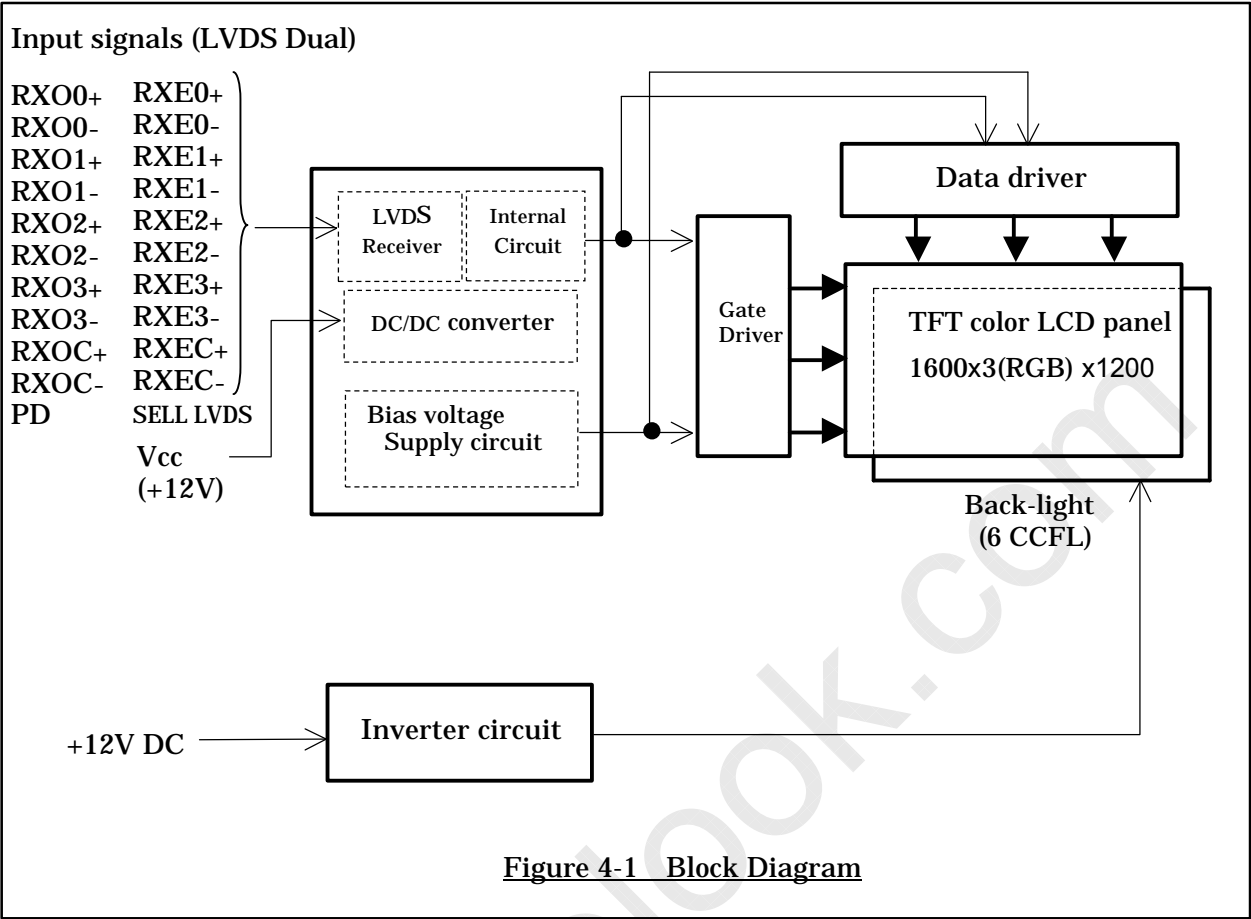 Input signals (LVDS Dual)
RXO0+ RXE0+
RXO0- RXE0-
RXO1+ RXE1+
RXO1- RXE1-
RXO2+ RXE2+
RXO2- RXE2-
RXO3+ RXE3+
RXO3- RXE3-
RXOC+ RXEC+
RXOC- RXEC-
PD SELL LVDS
Vcc
(+12V)
LVDS
Receiver
Internal
Circuit
DC/DC converter
Bias voltage
Supply circuit
Gate
Driver
Data driver
TFT color LCD panel
1600x3(RGB) x1200
Back-light
(6 CCFL)
+12V DC
Inverter circuit
Figure 4-1 Block Diagram
look.com